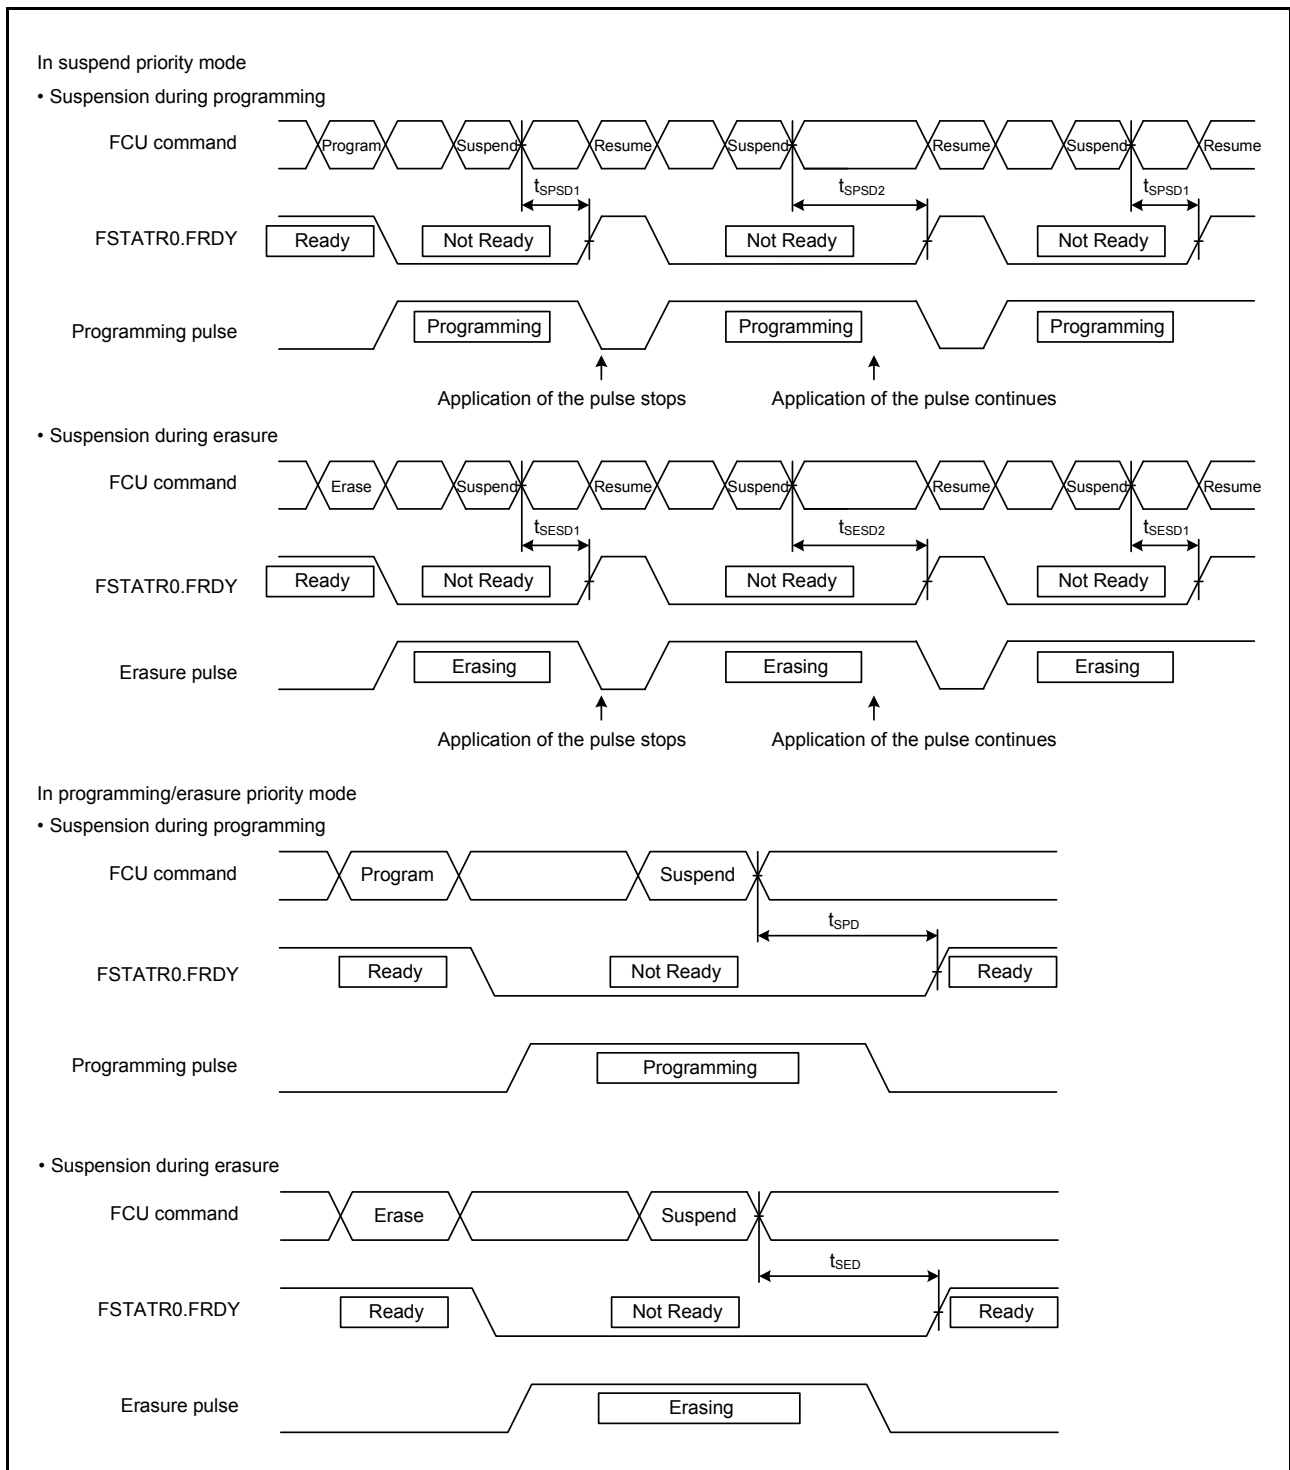 In suspend priority mode
• Suspension during programming
FCU command
Program
Suspend
Resume
Suspend
Resume
Suspend
Resume
tSPSD1
tSPSD2
tSPSD1
FSTATR0.FRDY
Ready
Not Ready
Not Ready
Not Ready
Programming pulse
Programming
Programming
Programming
Application of the pulse stops
Application of the pulse continues
• Suspension during erasure
FCU command
Erase
Suspend
Resume
Suspend
Resume
Suspend
Resume
tSESD1
tSESD2
tSESD1
FSTATR0.FRDY
Ready
Not Ready
Not Ready
Not Ready
Erasure pulse
Erasing
Erasing
Erasing
Application of the pulse stops
Application of the pulse continues
In programming/erasure priority mode
• Suspension during programming
FCU command
Program
Suspend
tSPD
FSTATR0.FRDY
Ready
Not Ready
Ready
Programming pulse
Programming
• Suspension during erasure
FCU command
Erase
Suspend
tSED
FSTATR0.FRDY
Ready
Not Ready
Ready
Erasure pulse
Erasing